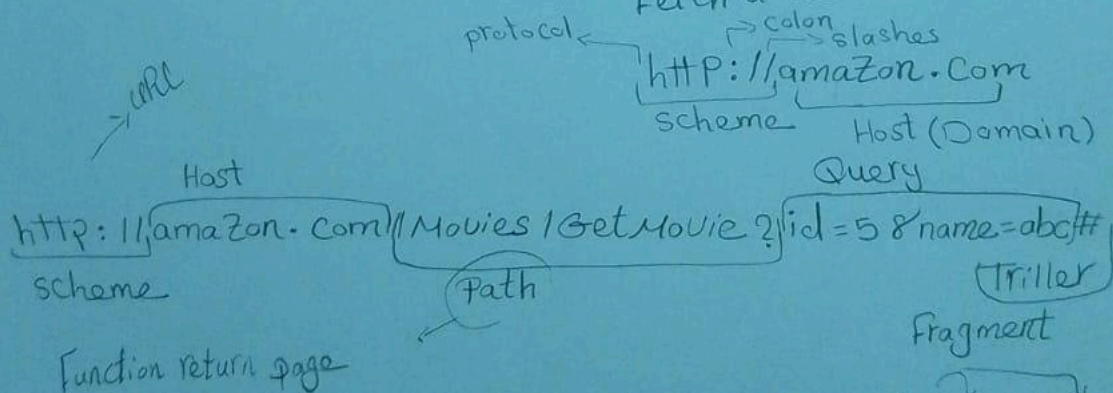 protocol
colon
slashes
http://amazon.com
scheme Host (Domain)
URL
Host Query
http://amazon.com/Movies/GetMovie?id=5&name=abc#
scheme Path Triller
Fragment
Function return page